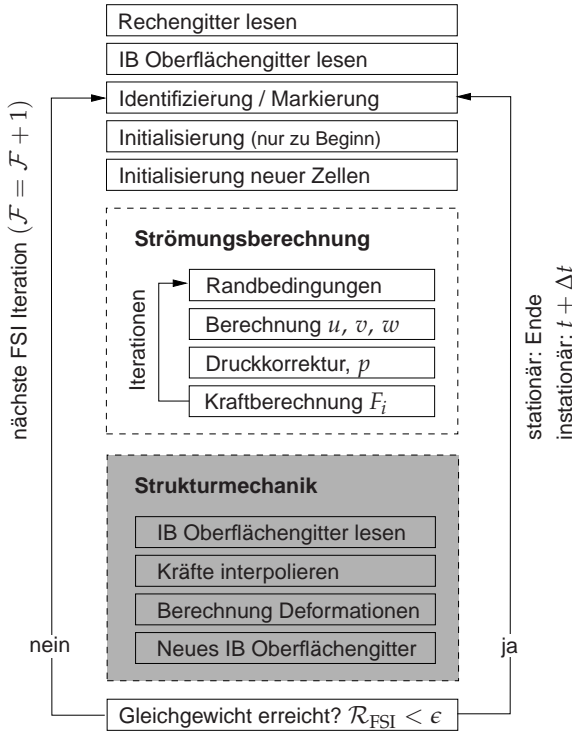 Rechengitter lesen
IB Oberflächengitter lesen
Identifizierung / Markierung
Initialisierung (nur zu Beginn)
Initialisierung neuer Zellen
Strömungsberechnung
Randbedingungen
Berechnung u, v, w
Druckkorrektur, p
Kraftberechnung F_i
Iterationen
Strukturmechanik
IB Oberflächengitter lesen
Kräfte interpolieren
Berechnung Deformationen
Neues IB Oberflächengitter
Gleichgewicht erreicht? R_FSI < ϵ
nein
nächste FSI Iteration (F = F + 1)
ja
stationär: Ende
instationär: t + Δt